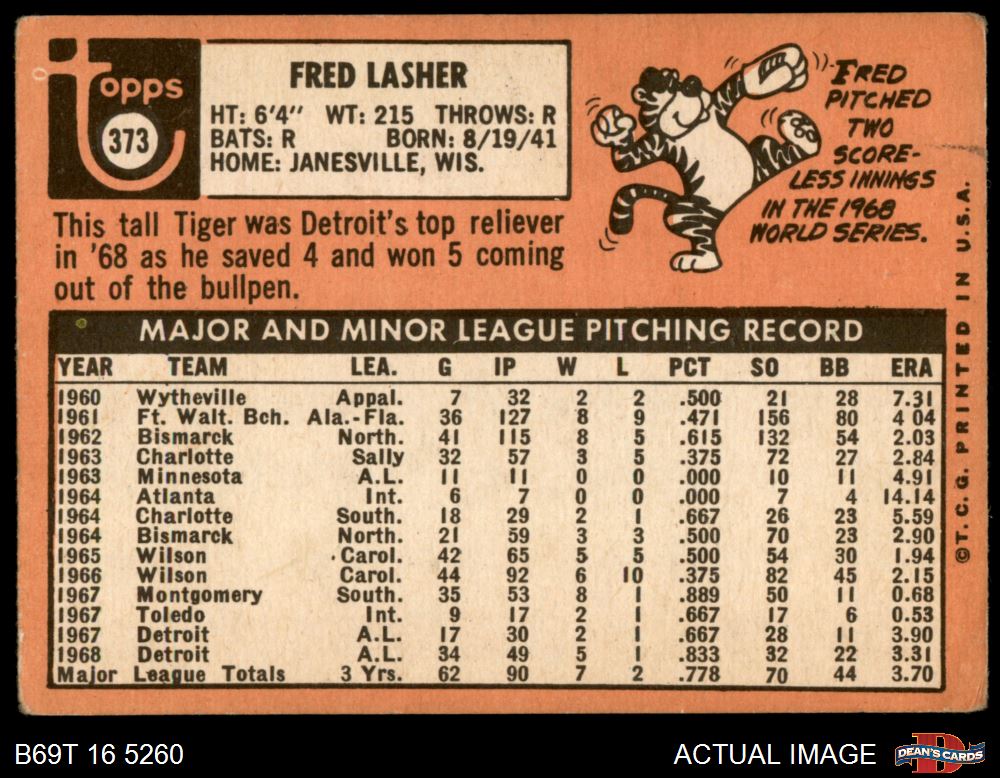 topps
373
FRED LASHER
HT: 6'4" WT: 215 THROWS: R
BATS: R BORN: 8/19/41
HOME: JANESVILLE, WIS.
This tall Tiger was Detroit's top reliever
in '68 as he saved 4 and won 5 coming
out of the bullpen.
FRED
PITCHED
TWO
SCORE-
LESS INNINGS
IN THE 1968
WORLD SERIES.
MAJOR AND MINOR LEAGUE PITCHING RECORD
YEAR TEAM LEA. G IP W L PCT SO BB ERA
1960 Wytheville Appal. 7 32 2 2 .500 21 28 7.31
1961 Ft. Walt. Bch. Ala.-Fla. 36 127 8 9 .471 156 80 4 04
1962 Bismarck North. 41 115 8 5 .615 132 54 2.03
1963 Charlotte Sally 32 57 3 5 .375 72 27 2.84
1963 Minnesota A.L. 11 11 0 0 .000 10 11 4.91
1964 Atlanta Int. 6 7 0 0 .000 7 4 14.14
1964 Charlotte South. 18 29 2 1 .667 26 23 5.59
1964 Bismarck North. 21 59 3 3 .500 70 23 2.90
1965 Wilson Carol. 42 65 5 5 .500 54 30 1.94
1966 Wilson Carol. 44 92 6 10 .375 82 45 2.15
1967 Montgomery South. 35 53 8 1 .889 50 11 0.68
1967 Toledo Int. 9 17 2 1 .667 17 6 0.53
1967 Detroit A.L. 17 30 2 1 .667 28 11 3.90
1968 Detroit A.L. 34 49 5 1 .833 32 22 3.31
Major League Totals 3 Yrs. 62 90 7 2 .778 70 44 3.70
©T.C.G. PRINTED IN U.S.A.
B69T 16 5260
ACTUAL IMAGE
D
DEAN'S CARDS